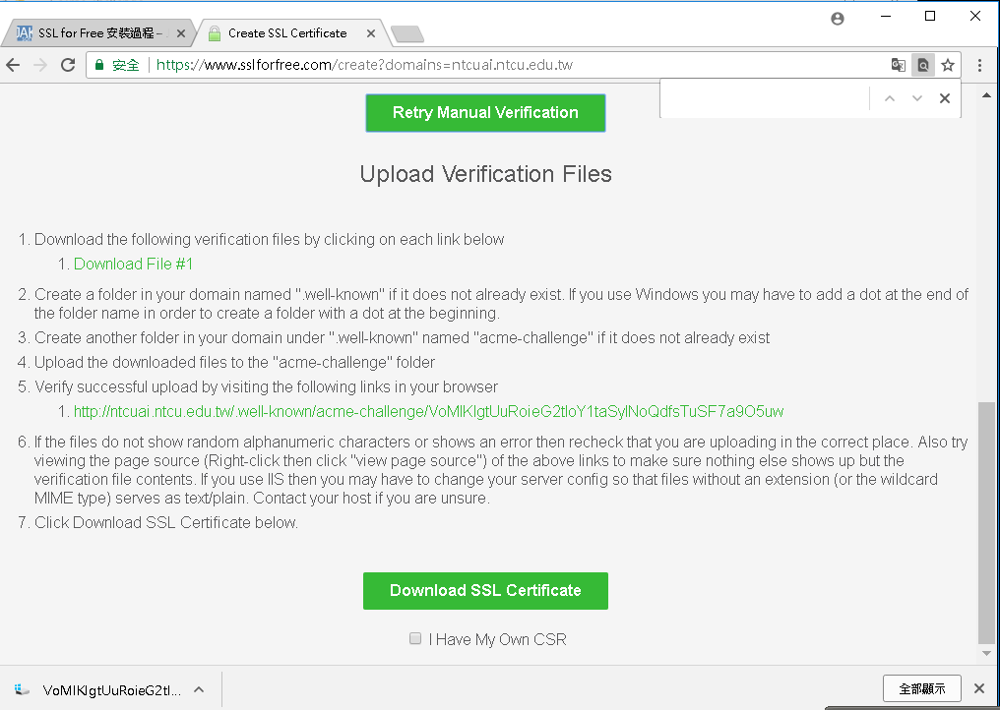 SSL for Free 安裝過程 –
Create SSL Certificate
安全
https://www.sslforfree.com/create?domains=ntcuai.ntcu.edu.tw
Retry Manual Verification
Upload Verification Files
1. Download the following verification files by clicking on each link below
1. Download File #1
2. Create a folder in your domain named ".well-known" if it does not already exist. If you use Windows you may have to add a dot at the end of
the folder name in order to create a folder with a dot at the beginning.
3. Create another folder in your domain under ".well-known" named "acme-challenge" if it does not already exist
4. Upload the downloaded files to the "acme-challenge" folder
5. Verify successful upload by visiting the following links in your browser
1. http://ntcuai.ntcu.edu.tw/.well-known/acme-challenge/VoMIKIgtUuRoieG2tIoY1taSylNoQdfsTuSF7a9O5uw
6. If the files do not show random alphanumeric characters or shows an error then recheck that you are uploading in the correct place. Also try
viewing the page source (Right-click then click "view page source") of the above links to make sure nothing else shows up but the
verification file contents. If you use IIS then you may have to change your server config so that files without an extension (or the wildcard
MIME type) serves as text/plain. Contact your host if you are unsure.
7. Click Download SSL Certificate below.
Download SSL Certificate
I Have My Own CSR
VoMIKIgtUuRoieG2tI...
全部顯示